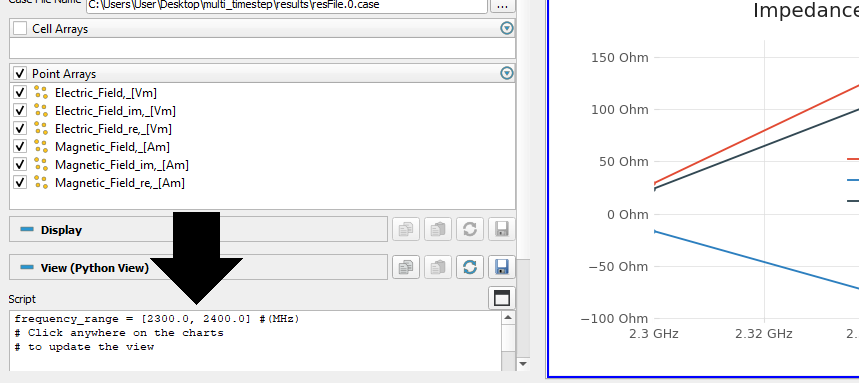 Case File Name C:\Users\User\Desktop\multi_timestep\results\resFile.0.case ...
Cell Arrays
Point Arrays
Electric_Field,_[Vm]
Electric_Field_im,_[Vm]
Electric_Field_re,_[Vm]
Magnetic_Field,_[Am]
Magnetic_Field_im,_[Am]
Magnetic_Field_re,_[Am]
Display
View (Python View)
Script
frequency_range = [2300.0, 2400.0] #(MHz)
# Click anywhere on the charts
# to update the view
Impedance
150 Ohm
100 Ohm
50 Ohm
0 Ohm
−50 Ohm
−100 Ohm
2.3 GHz 2.32 GHz 2.